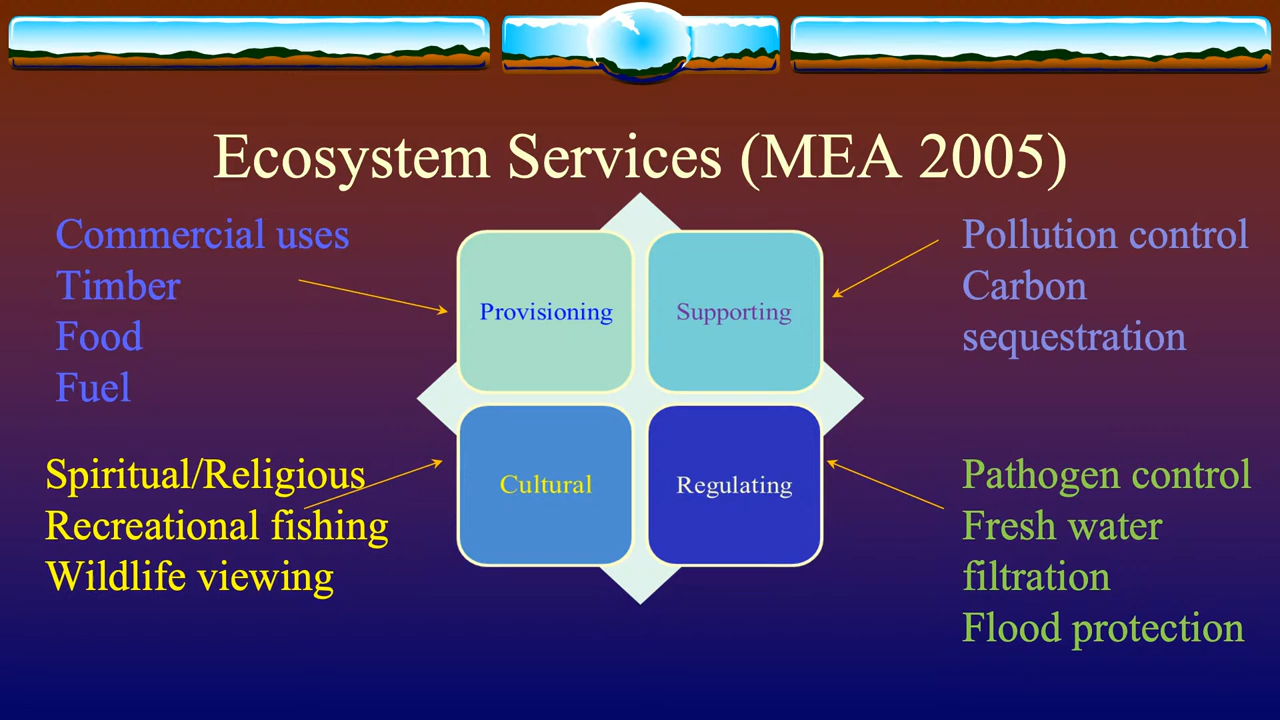 Ecosystem Services (MEA 2005)
Commercial uses
Timber
Food
Fuel
Provisioning
Supporting
Pollution control
Carbon
sequestration
Spiritual/Religious
Recreational fishing
Wildlife viewing
Cultural
Regulating
Pathogen control
Fresh water
filtration
Flood protection